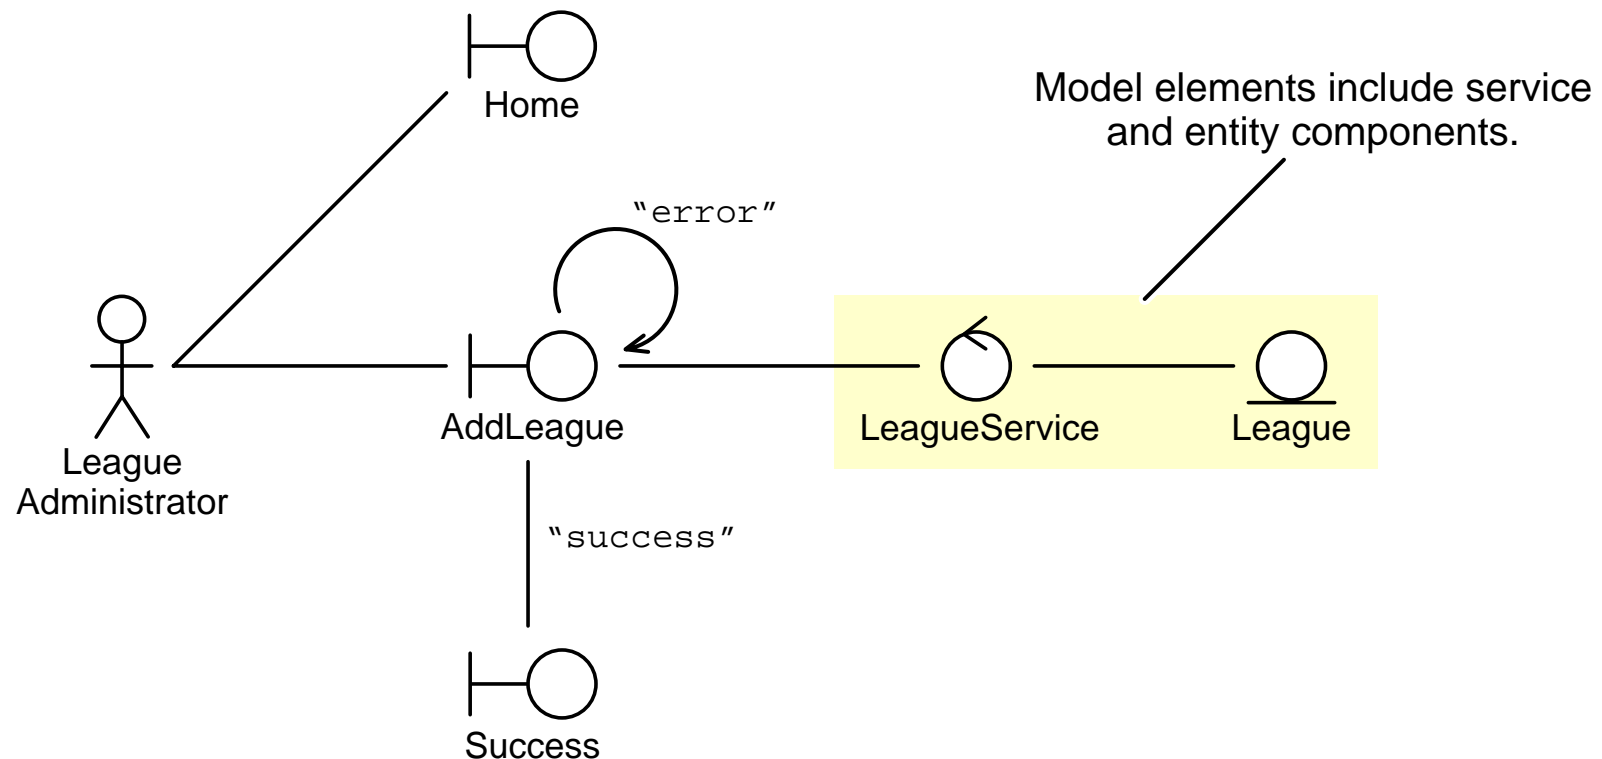 Home
Model elements include service
and entity components.
“error”
AddLeague
LeagueService
League
League
Administrator
“success”
Success